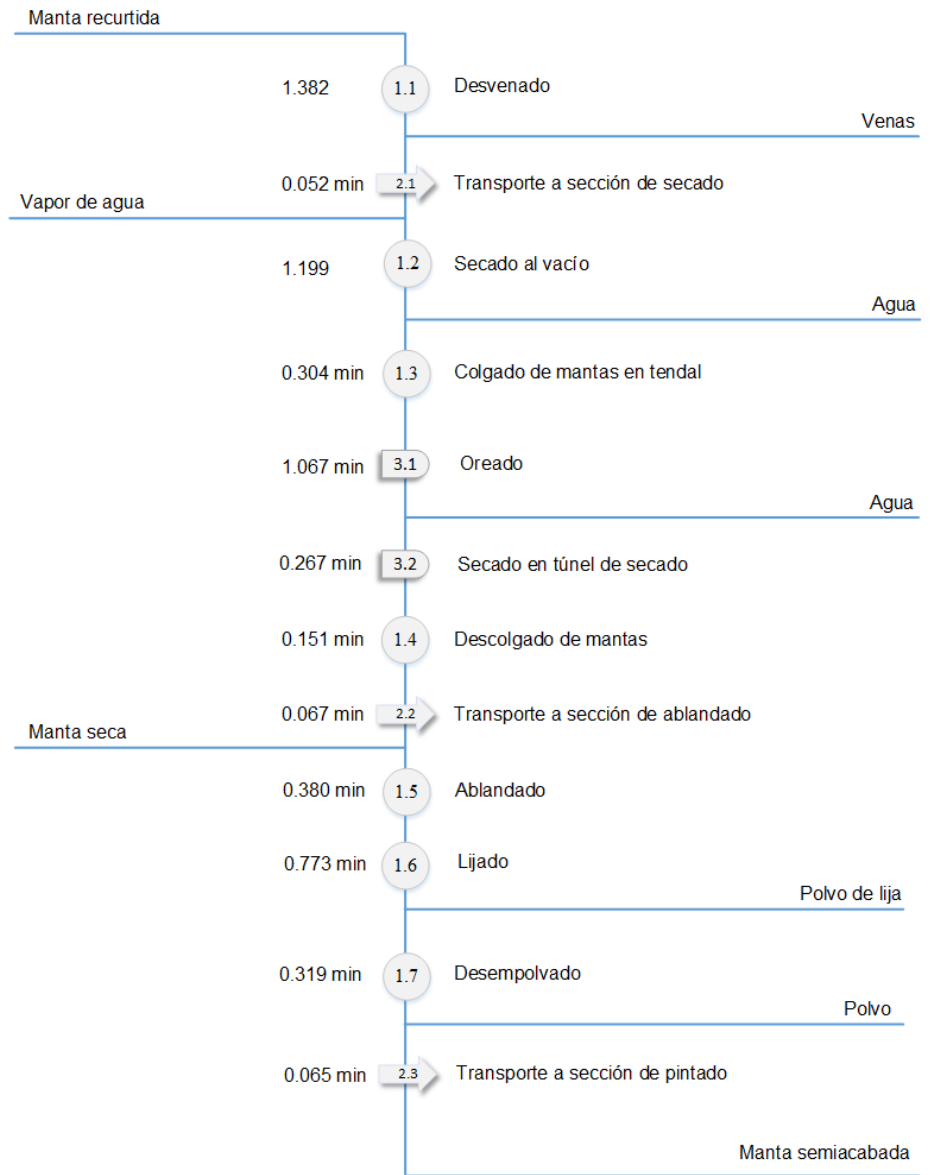 Manta recurtida
1.382 1.1 Desvenado
Venas
0.052 min 2.1 Transporte a sección de secado
Vapor de agua
1.199 1.2 Secado al vacío
Agua
0.304 min 1.3 Colgado de mantas en tendal
1.067 min 3.1 Oreado
Agua
0.267 min 3.2 Secado en túnel de secado
0.151 min 1.4 Descolgado de mantas
0.067 min 2.2 Transporte a sección de ablandado
Manta seca
0.380 min 1.5 Ablandado
0.773 min 1.6 Lijado
Polvo de lija
0.319 min 1.7 Desempolvado
Polvo
0.065 min 2.3 Transporte a sección de pintado
Manta semiacabada